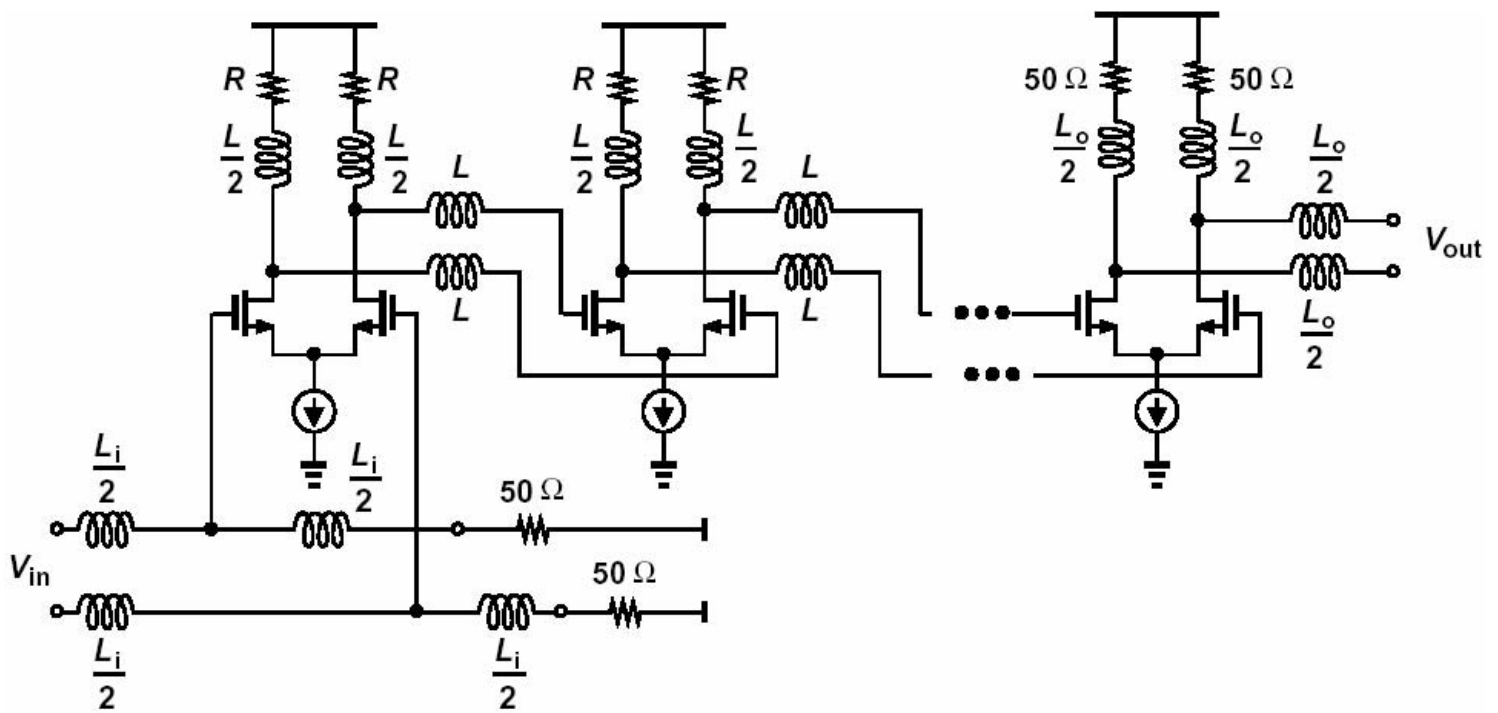 R R R R 50 Ω 50 Ω
L/2 L/2 L L/2 L/2 L Lo/2 Lo/2 Lo/2
L L Vout
Lo/2
Li/2 Li/2 50 Ω
Vin 50 Ω
Li/2 Li/2